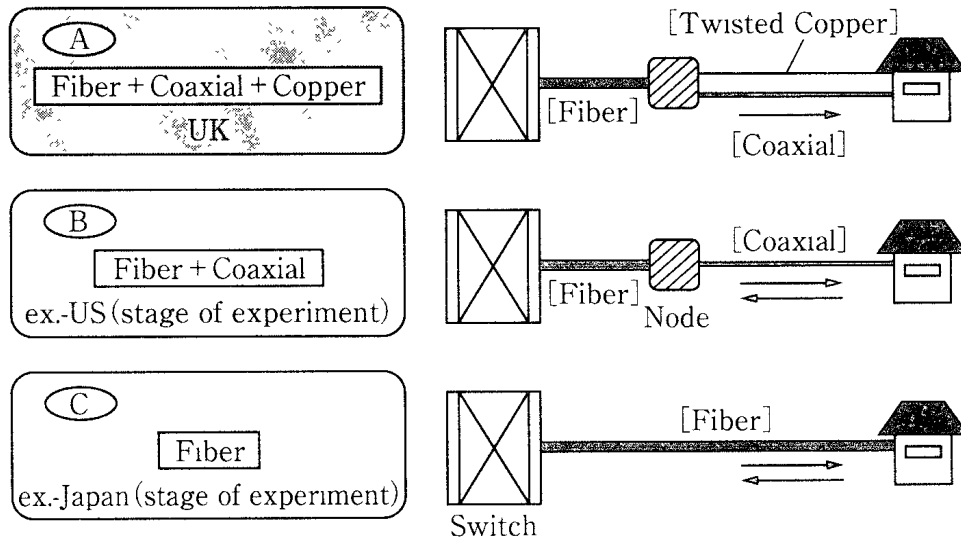 A
Fiber + Coaxial + Copper
UK
[Twisted Copper]
[Fiber]
[Coaxial]
B
Fiber + Coaxial
ex.-US (stage of experiment)
[Coaxial]
[Fiber]
Node
C
Fiber
ex.-Japan (stage of experiment)
[Fiber]
Switch